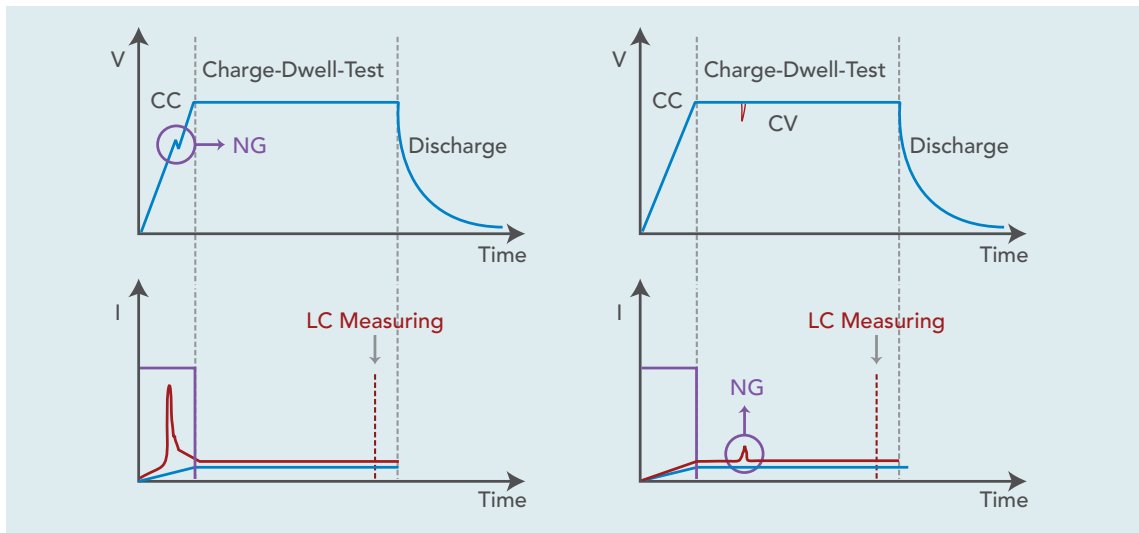 V
Charge-Dwell-Test
CC
NG
Discharge
Time
I
LC Measuring
Time
V
Charge-Dwell-Test
CC
CV
Discharge
Time
I
LC Measuring
NG
Time